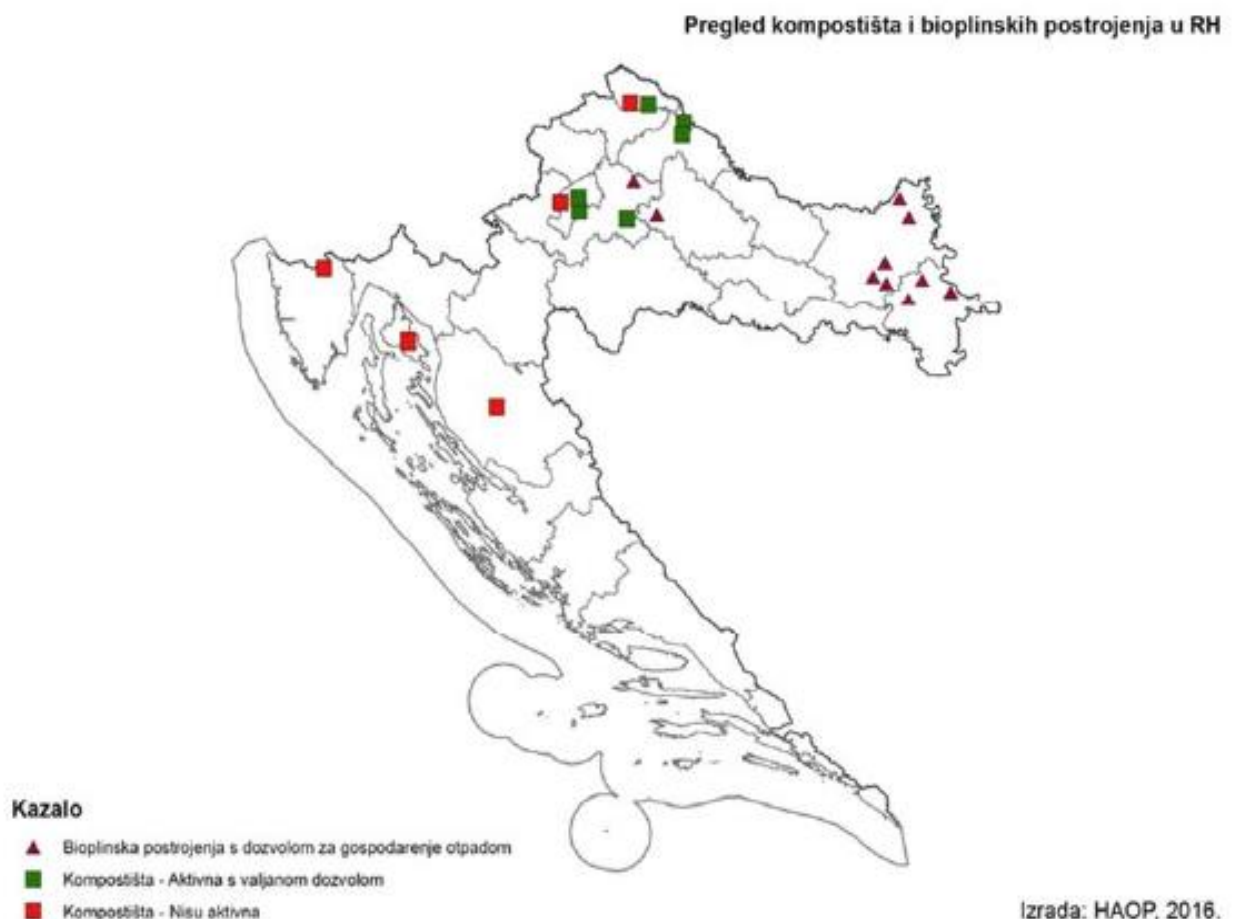 Pregled kompostišta i bioplinskih postrojenja u RH
Kazalo
Bioplinska postrojenja s dozvolom za gospodarenje otpadom
Kompostišta - Aktivna s valjanom dozvolom
Kompostišta - Nisu aktivna
Izrada: HAOP, 2016.